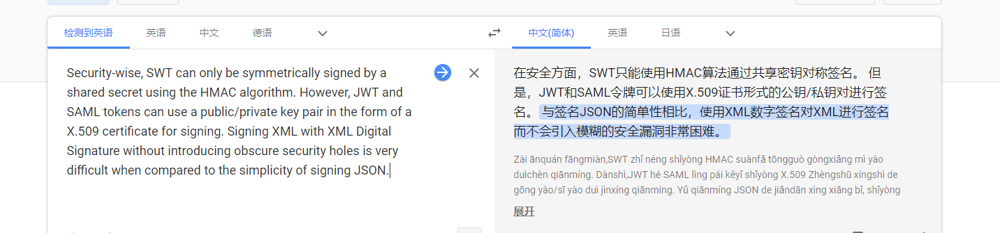 检测到英语 英语 中文 德语
中文(简体) 英语 日语
Security-wise, SWT can only be symmetrically signed by a
shared secret using the HMAC algorithm. However, JWT and
SAML tokens can use a public/private key pair in the form of a
X.509 certificate for signing. Signing XML with XML Digital
Signature without introducing obscure security holes is very
difficult when compared to the simplicity of signing JSON.
在安全方面，SWT只能使用HMAC算法通过共享密钥对称签名。 但
是，JWT和SAML令牌可以使用X.509证书形式的公钥/私钥对进行签
名。 与签名JSON的简单性相比，使用XML数字签名对XML进行签名
而不会引入模糊的安全漏洞非常困难。
Zài ānquán fāngmiàn,SWT zhǐ néng shǐyòng HMAC suànfǎ tōngguò gòngxiǎng mì yào
duìchèn qiānmíng. Dànshì,JWT hé SAML lìng pái kěyǐ shǐyòng X.509 Zhèngshū xíngshì de
gōng yào/sī yào duì jìnxíng qiānmíng. Yǔ qiānmíng JSON de jiǎndān xìng xiāng bǐ, shǐyòng
展开